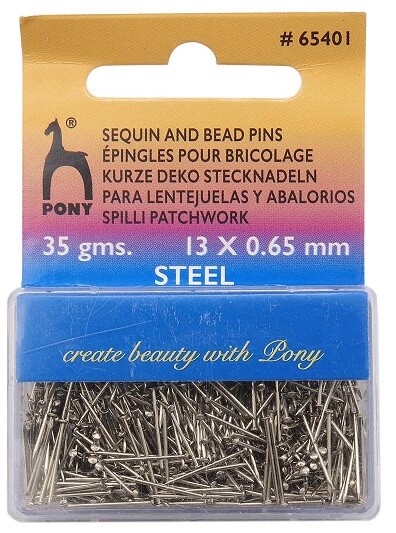 # 65401
®
PONY
SEQUIN AND BEAD PINS
ÉPINGLES POUR BRICOLAGE
KURZE DEKO STECKNADELN
PARA LENTEJUELAS Y ABALORIOS
SPILLI PATCHWORK
35 gms. 13 X 0.65 mm
STEEL
create beauty with Pony